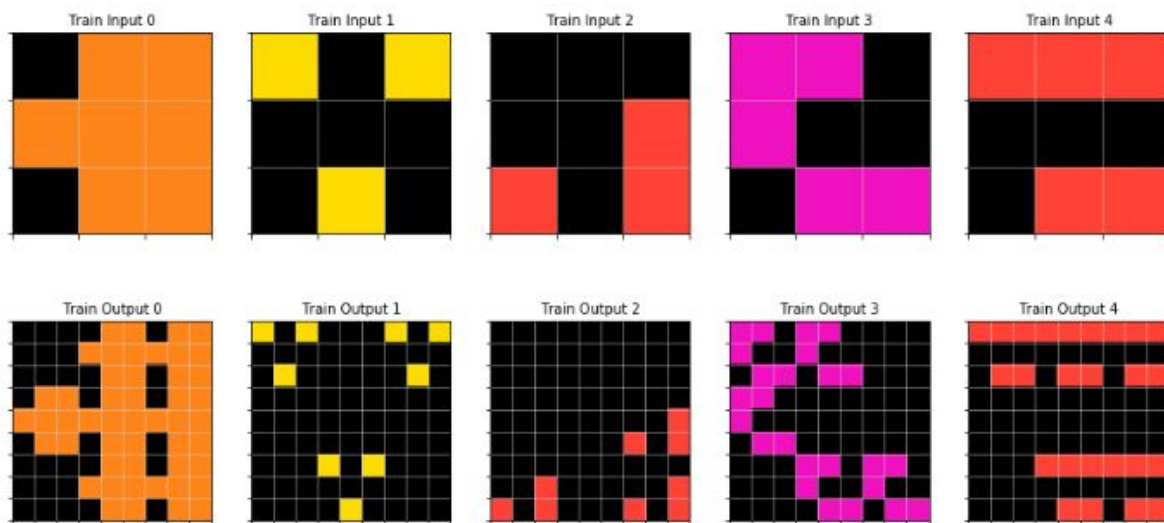 Train Input 0
Train Input 1
Train Input 2
Train Input 3
Train Input 4
Train Output 0
Train Output 1
Train Output 2
Train Output 3
Train Output 4